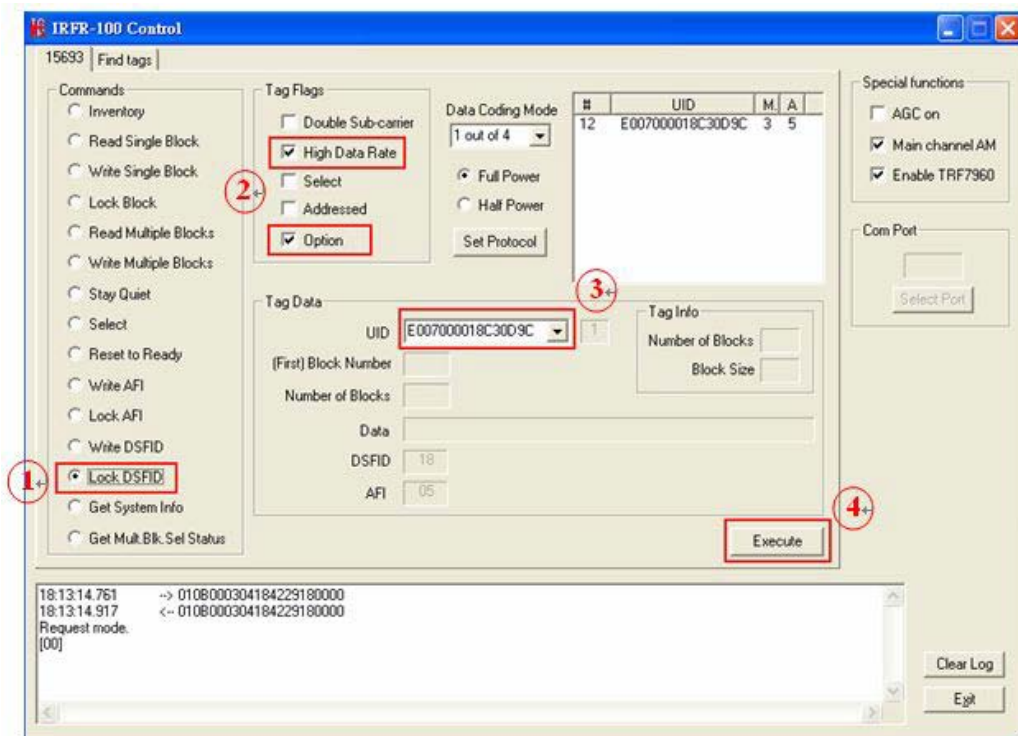 IRFR-100 Control
15693
Find tags
Commands
Inventory
Read Single Block
Write Single Block
Lock Block
Read Multiple Blocks
Write Multiple Blocks
Stay Quiet
Select
Reset to Ready
Write AFI
Lock AFI
Write DSFID
1
Lock DSFID
Get System Info
Get Mult.Blk.Sel Status
Tag Flags
Double Sub-carrier
High Data Rate
2
Select
Addressed
Option
Data Coding Mode
1 out of 4
Full Power
Half Power
Set Protocol
# UID M. A
12 E007000018C30D9C 3 5
Special functions
AGC on
Main channel AM
Enable TRF7960
Com Port
Select Port
3
Tag Data
UID E007000018C30D9C 1
(First) Block Number
Number of Blocks
Data
DSFID 18
AFI 05
Tag Info
Number of Blocks
Block Size
4
Execute
18:13:14.761 --> 010B000304184229180000
18:13:14.917 <-- 010B000304184229180000
Request mode.
[00]
Clear Log
Exit